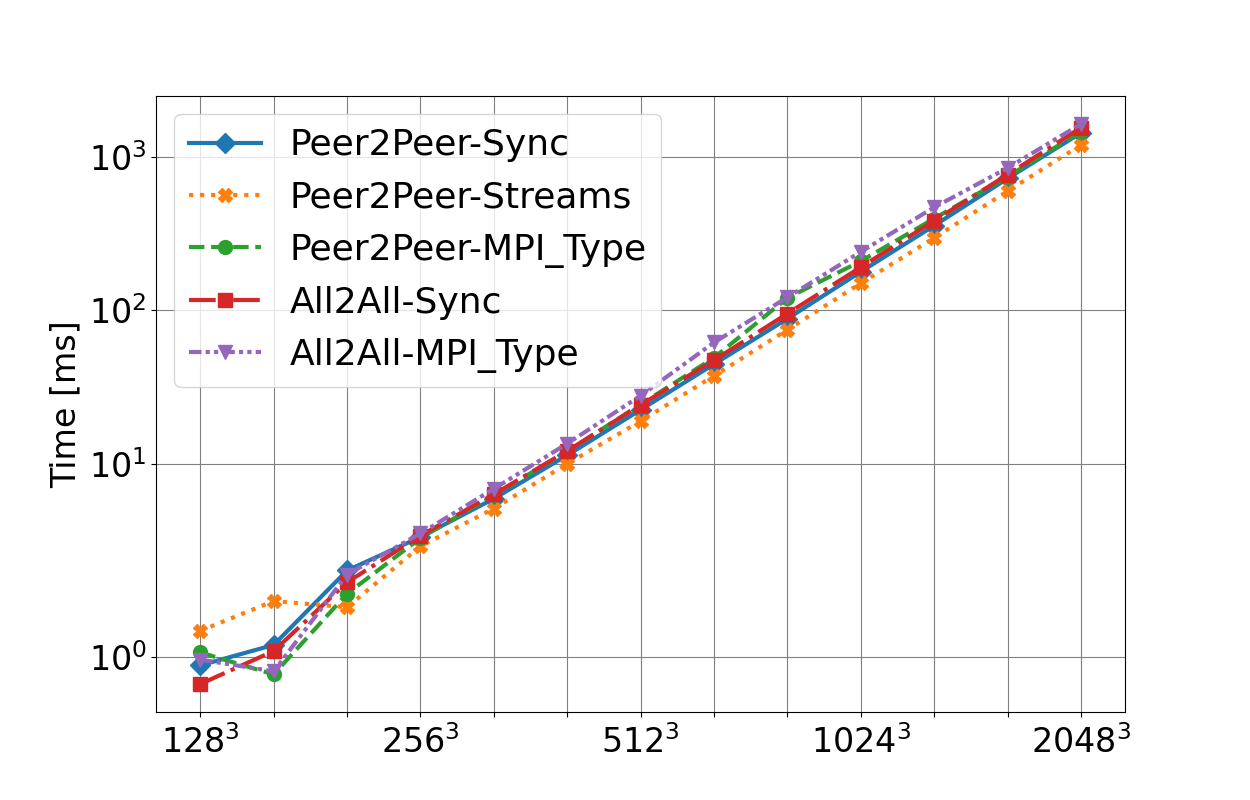 Peer2Peer-Sync
Peer2Peer-Streams
Peer2Peer-MPI_Type
All2All-Sync
All2All-MPI_Type
Time [ms]
10³
10²
10¹
10⁰
128³ 256³ 512³ 1024³ 2048³